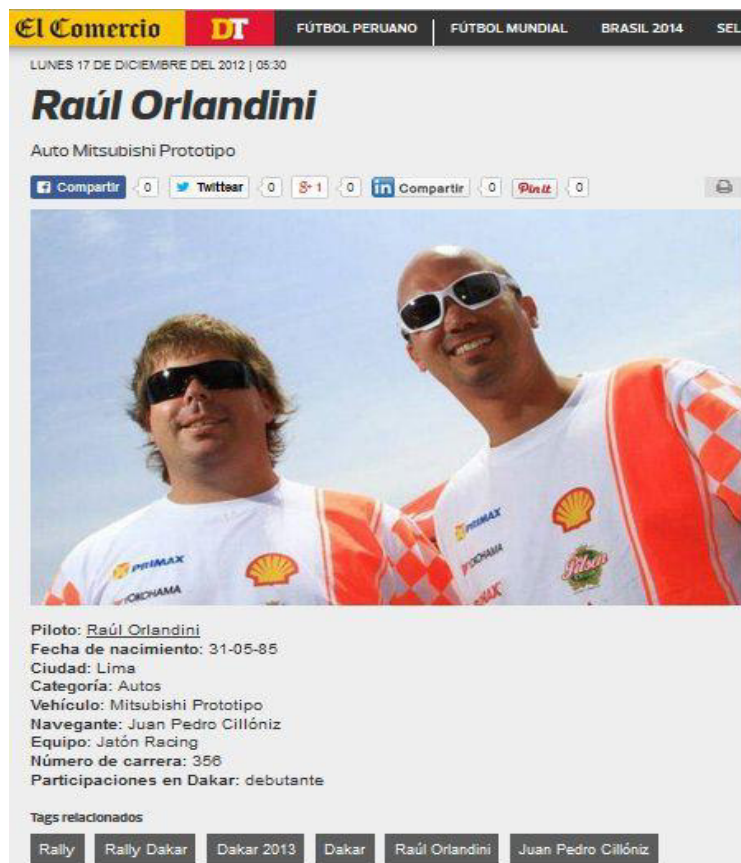 El Comercio DT FÚTBOL PERUANO FÚTBOL MUNDIAL BRASIL 2014 SEL
LUNES 17 DE DICIEMBRE DEL 2012 | 05:30
Raúl Orlandini
Auto Mitsubishi Prototipo
Compartir 0 Twittear 0 8+ 1 0 in Compartir 0 Pin it 0
PRIMAX
YOKOHAMA
PRIMAX
YOKOHAMA
Pilsen
Piloto: Raúl Orlandini
Fecha de nacimiento: 31-05-85
Ciudad: Lima
Categoría: Autos
Vehículo: Mitsubishi Prototipo
Navegante: Juan Pedro Cillóniz
Equipo: Jatón Racing
Número de carrera: 356
Participaciones en Dakar: debutante
Tags relacionados
Rally Rally Dakar Dakar 2013 Dakar Raúl Orlandini Juan Pedro Cillóniz